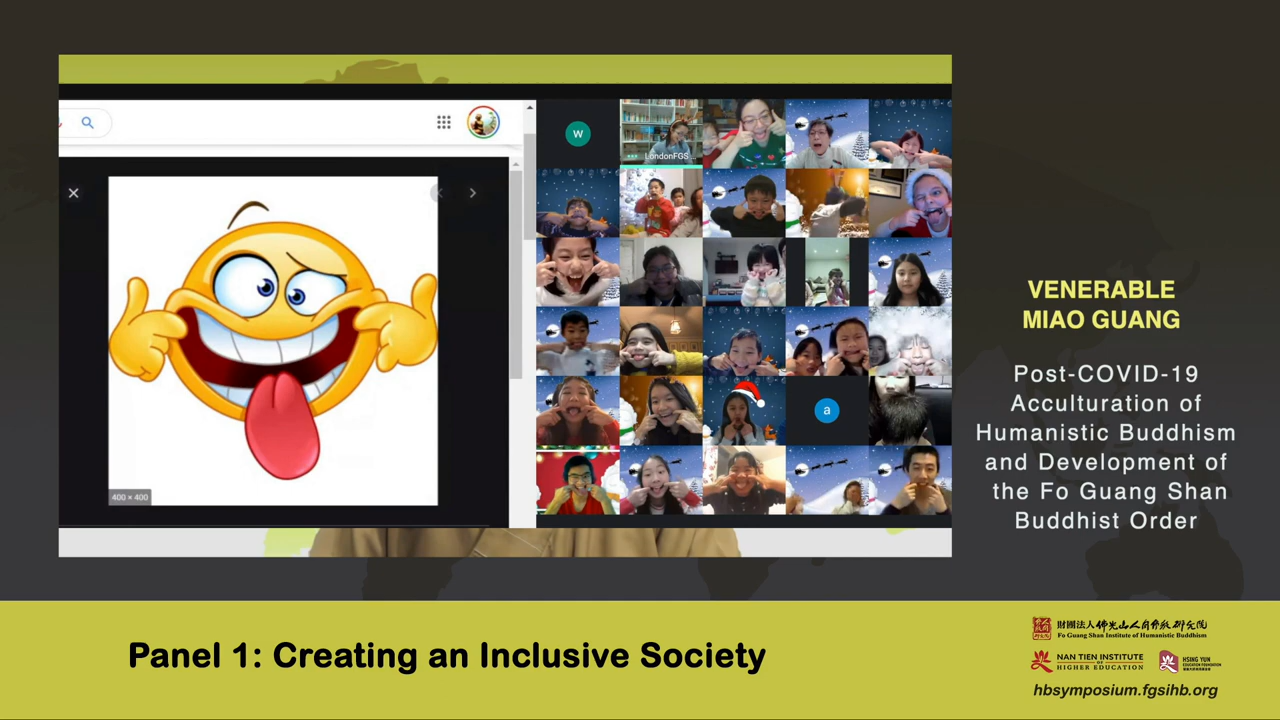 W
LondonFGS...
a
400 × 400
VENERABLE
MIAO GUANG
Post-COVID-19
Acculturation of
Humanistic Buddhism
and Development of
the Fo Guang Shan
Buddhist Order
Panel 1: Creating an Inclusive Society
財團法人佛光山人間佛教研究院
Fo Guang Shan Institute of Humanistic Buddhism
NAN TIEN INSTITUTE
OF
HIGHER EDUCATION
HSING YUN
EDUCATION FOUNDATION
hbsymposium.fgsihb.org